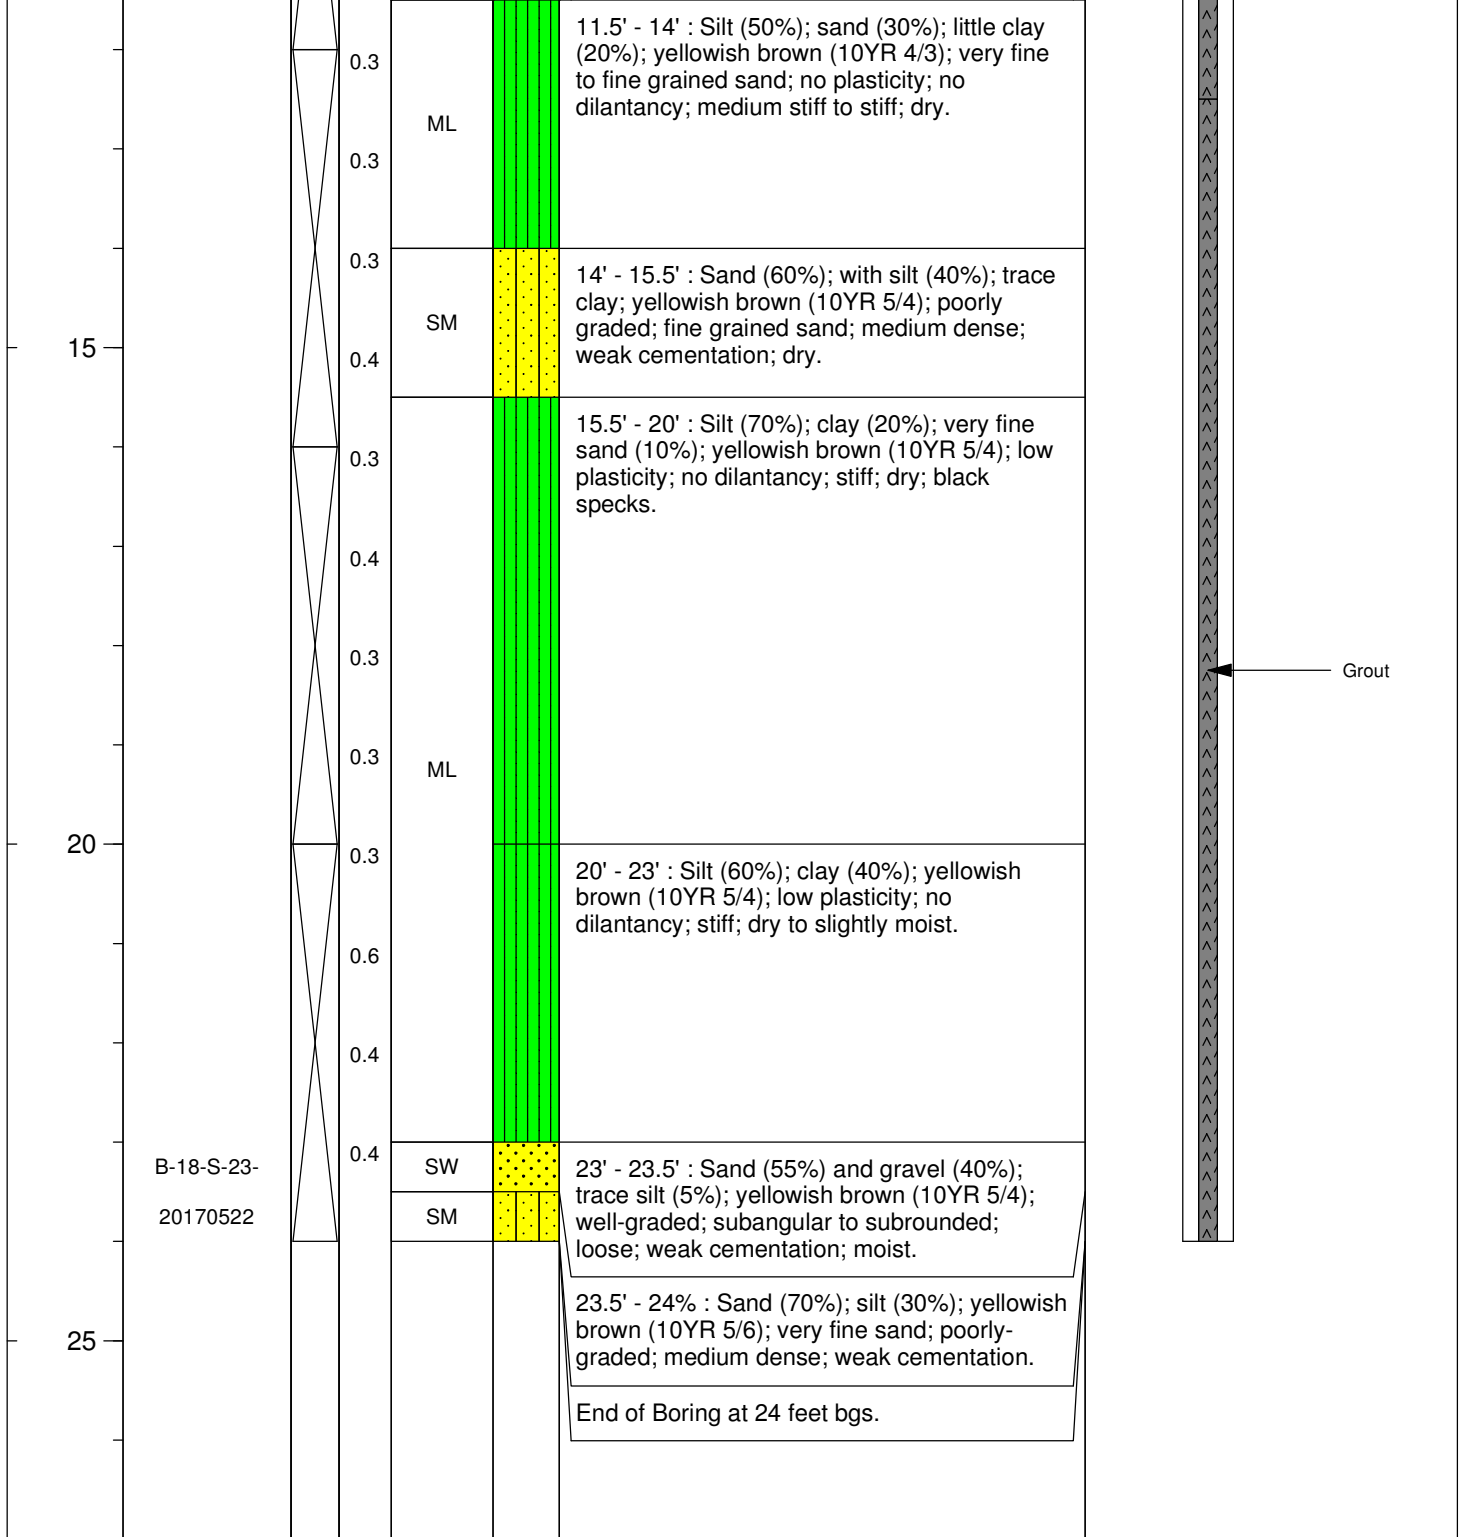 11.5' - 14' : Silt (50%); sand (30%); little clay
(20%); yellowish brown (10YR 4/3); very fine
to fine grained sand; no plasticity; no
dilantancy; medium stiff to stiff; dry.
0.3
ML
0.3
0.3
14' - 15.5' : Sand (60%); with silt (40%); trace
clay; yellowish brown (10YR 5/4); poorly
graded; fine grained sand; medium dense;
weak cementation; dry.
SM
15
0.4
15.5' - 20' : Silt (70%); clay (20%); very fine
sand (10%); yellowish brown (10YR 5/4); low
plasticity; no dilantancy; stiff; dry; black
specks.
0.3
0.4
0.3
Grout
0.3
ML
20
0.3
20' - 23' : Silt (60%); clay (40%); yellowish
brown (10YR 5/4); low plasticity; no
dilantancy; stiff; dry to slightly moist.
0.6
0.4
0.4
B-18-S-23-
20170522
SW
SM
23' - 23.5' : Sand (55%) and gravel (40%);
trace silt (5%); yellowish brown (10YR 5/4);
well-graded; subangular to subrounded;
loose; weak cementation; moist.
23.5' - 24% : Sand (70%); silt (30%); yellowish
brown (10YR 5/6); very fine sand; poorly-
graded; medium dense; weak cementation.
25
End of Boring at 24 feet bgs.